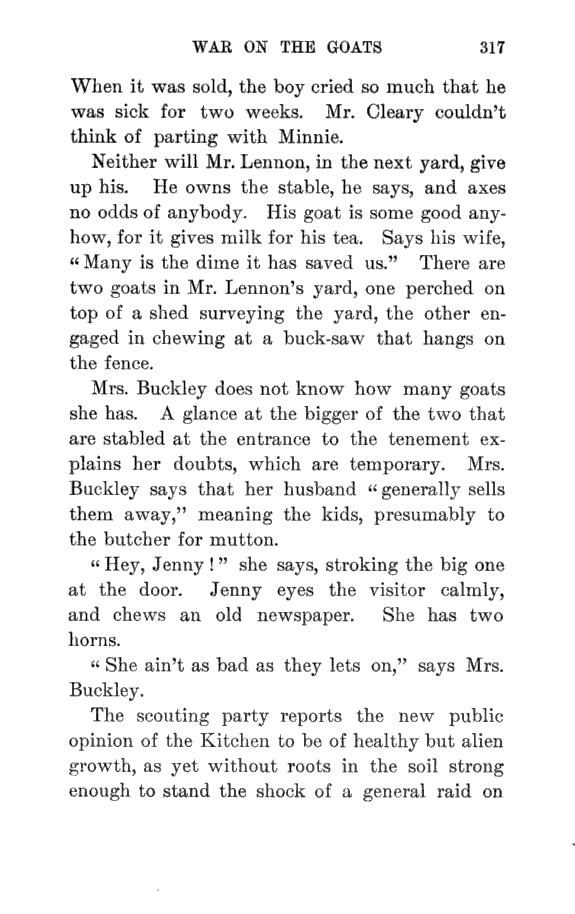 WAR ON THE GOATS 317
When it was sold, the boy cried so much that he
was sick for two weeks. Mr. Cleary couldn't
think of parting with Minnie.
Neither will Mr. Lennon, in the next yard, give
up his. He owns the stable, he says, and axes
no odds of anybody. His goat is some good any-
how, for it gives milk for his tea. Says his wife,
“Many is the dime it has saved us.” There are
two goats in Mr. Lennon's yard, one perched on
top of a shed surveying the yard, the other en-
gaged in chewing at a buck-saw that hangs on
the fence.
Mrs. Buckley does not know how many goats
she has. A glance at the bigger of the two that
are stabled at the entrance to the tenement ex-
plains her doubts, which are temporary. Mrs.
Buckley says that her husband “generally sells
them away,” meaning the kids, presumably to
the butcher for mutton.
“Hey, Jenny!” she says, stroking the big one
at the door. Jenny eyes the visitor calmly,
and chews an old newspaper. She has two
horns.
“She ain't as bad as they lets on,” says Mrs.
Buckley.
The scouting party reports the new public
opinion of the Kitchen to be of healthy but alien
growth, as yet without roots in the soil strong
enough to stand the shock of a general raid on